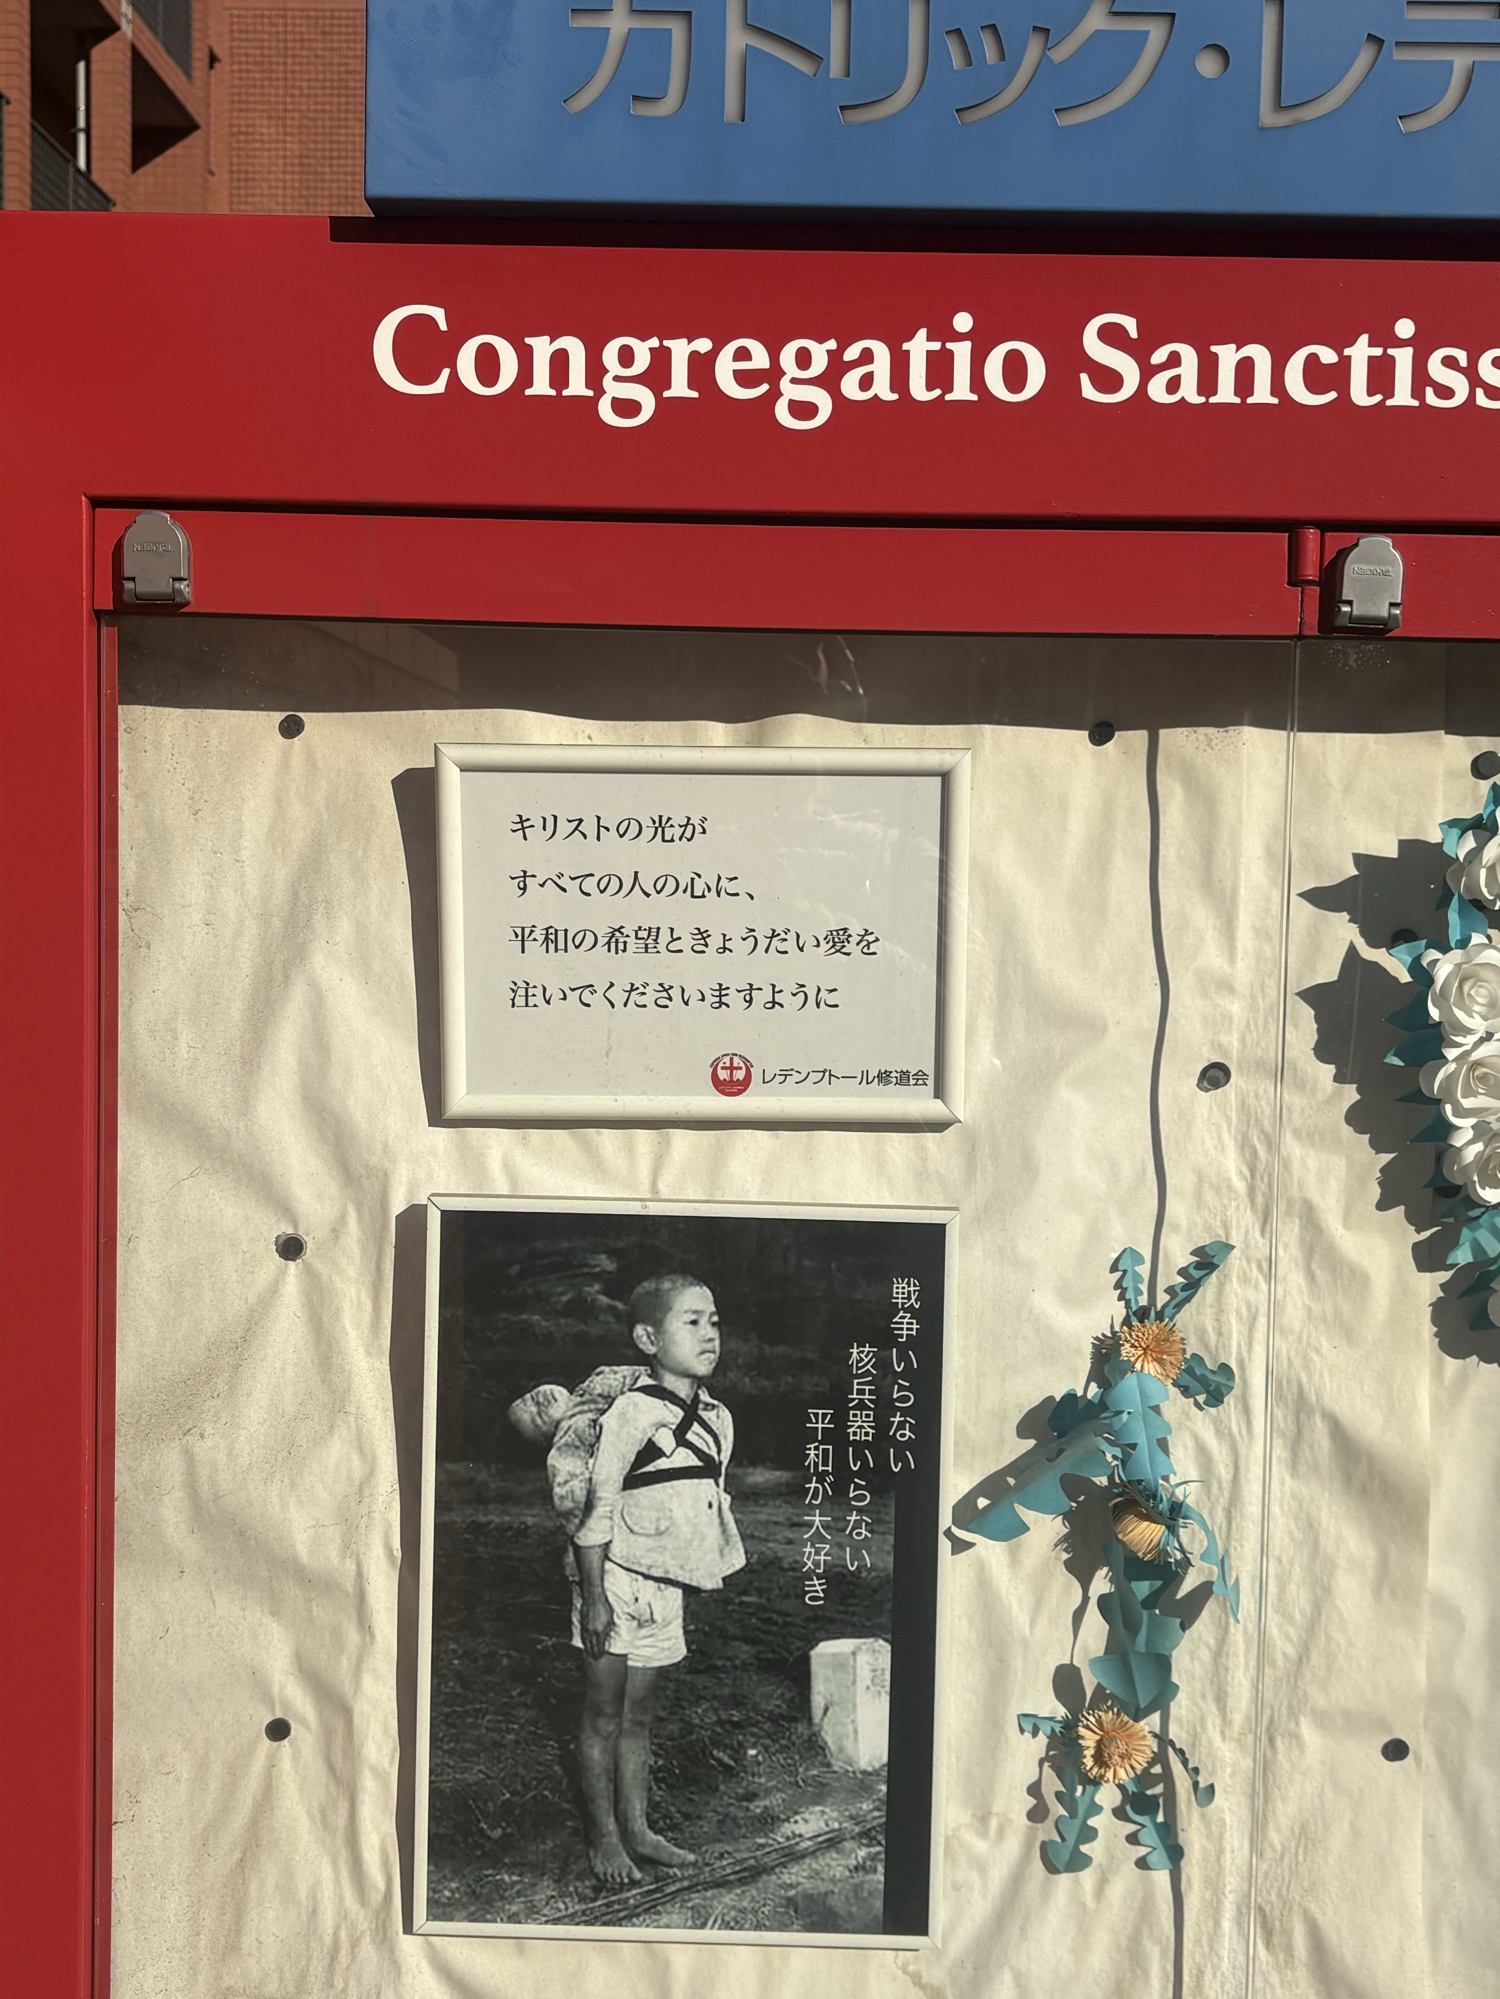 カトリック・レデ
Congregatio Sanctiss
キリストの光が
すべての人の心に、
平和の希望ときょうだい愛を
注いでくださいますように
レデンプトール修道会
戦争いらない
核兵器いらない
平和が大好き